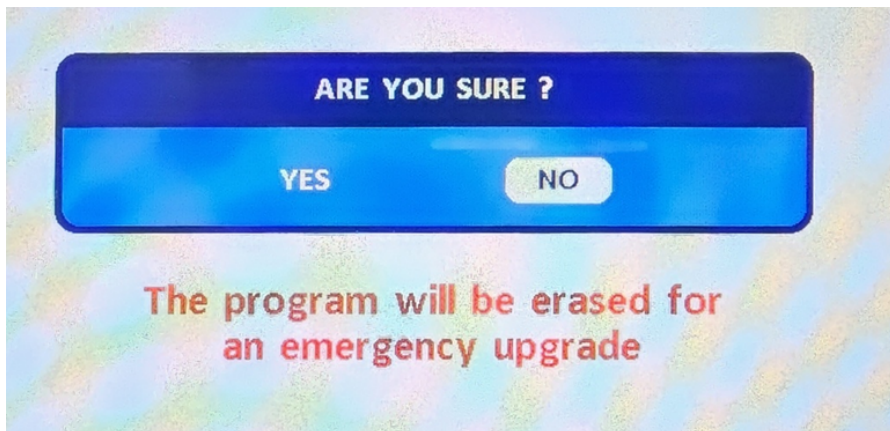 ARE YOU SURE ?
YES NO
The program will be erased for
an emergency upgrade